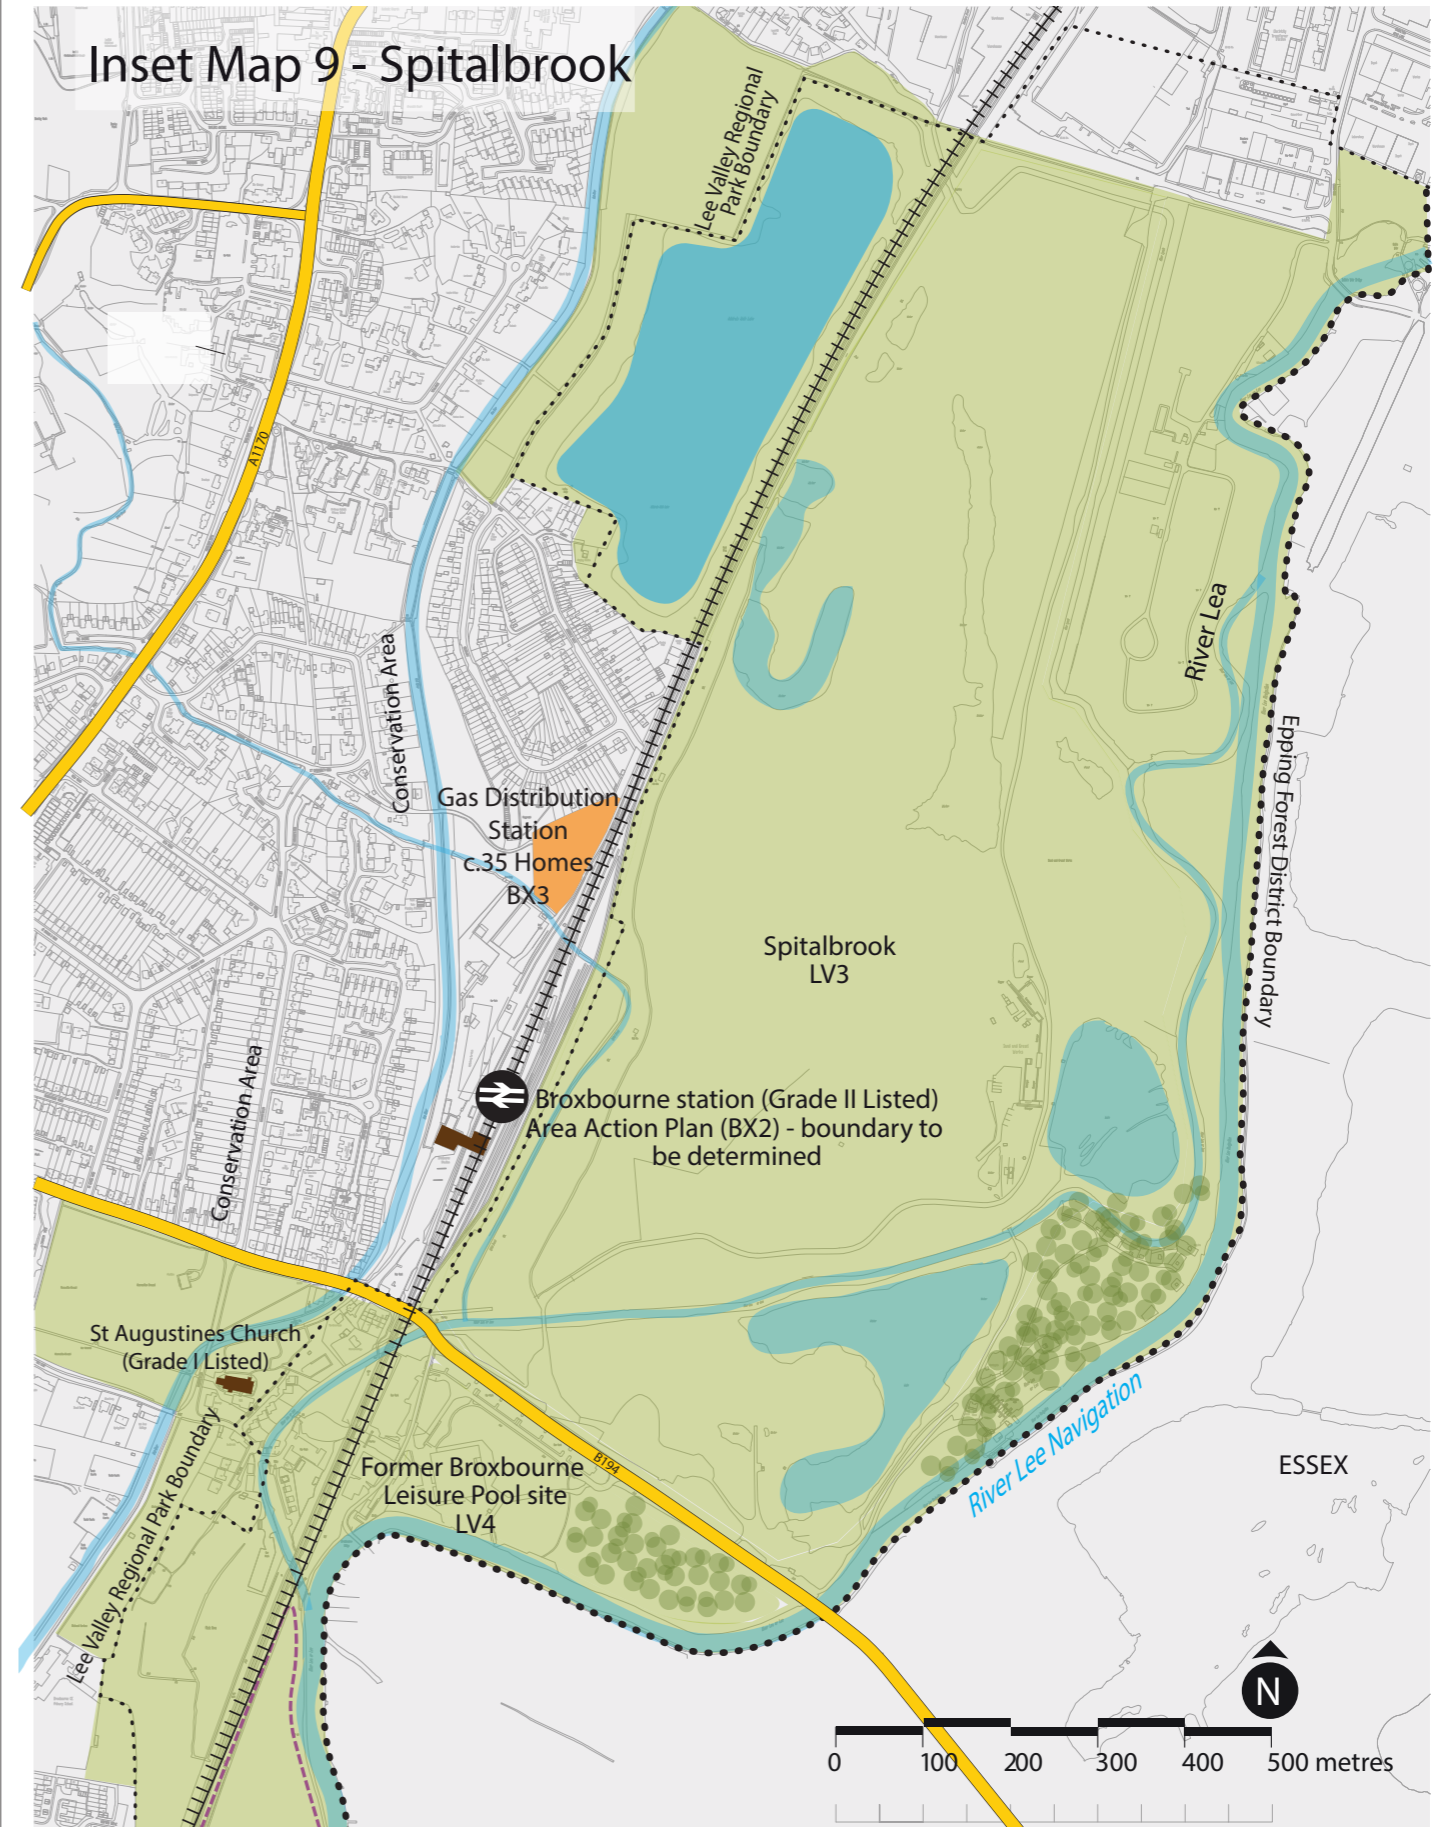 Inset Map 9 - Spitalbrook
Lee Valley Regional
Park Boundary
A1170
River Lea
Conservation Area
Epping Forest District Boundary
Gas Distribution
Station
c.35 Homes
BX3
Spitalbrook
LV3
Conservation Area
Broxbourne station (Grade II Listed)
Area Action Plan (BX2) - boundary to
be determined
St Augustines Church
(Grade I Listed)
River Lee Navigation
B194
ESSEX
Former Broxbourne
Leisure Pool site
LV4
Lee Valley Regional Park Boundary
N
0 100 200 300 400 500 metres